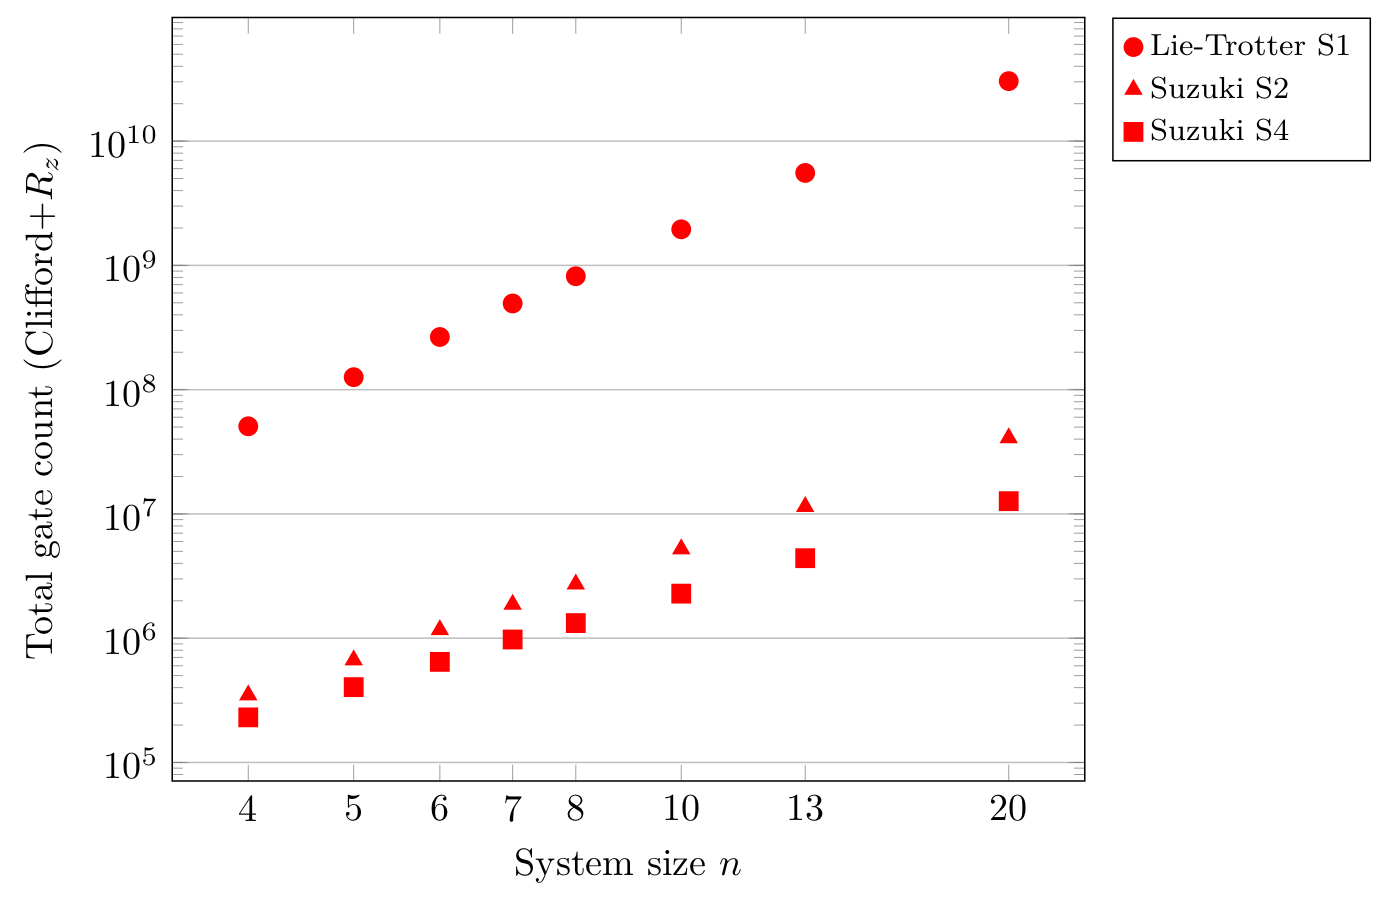 Lie-Trotter S1
Suzuki S2
Suzuki S4
Total gate count (Clifford+R_z)
10^10
10^9
10^8
10^7
10^6
10^5
4 5 6 7 8 10 13 20
System size n